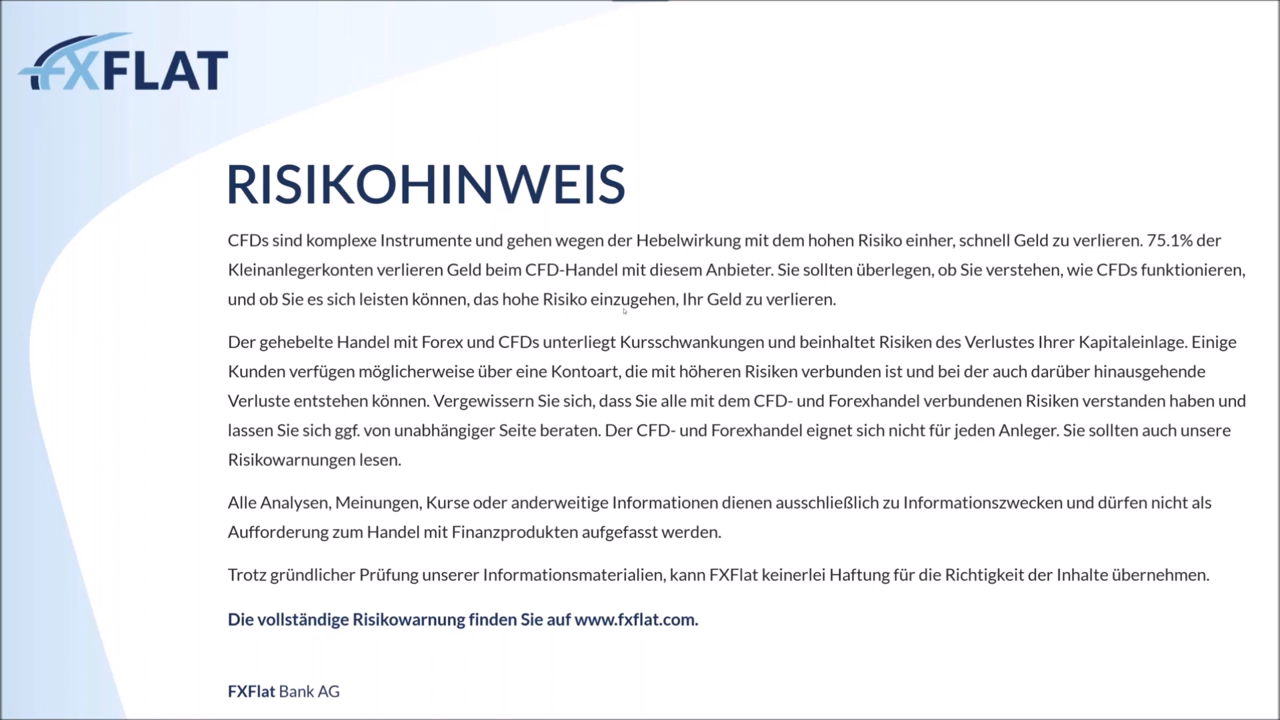 FXFLAT
RISIKOHINWEIS
CFDs sind komplexe Instrumente und gehen wegen der Hebelwirkung mit dem hohen Risiko einher, schnell Geld zu verlieren. 75.1% der
Kleinanlegerkonten verlieren Geld beim CFD-Handel mit diesem Anbieter. Sie sollten überlegen, ob Sie verstehen, wie CFDs funktionieren,
und ob Sie es sich leisten können, das hohe Risiko einzugehen, Ihr Geld zu verlieren.
Der gehebelte Handel mit Forex und CFDs unterliegt Kursschwankungen und beinhaltet Risiken des Verlustes Ihrer Kapitaleinlage. Einige
Kunden verfügen möglicherweise über eine Kontoart, die mit höheren Risiken verbunden ist und bei der auch darüber hinausgehende
Verluste entstehen können. Vergewissern Sie sich, dass Sie alle mit dem CFD- und Forexhandel verbundenen Risiken verstanden haben und
lassen Sie sich ggf. von unabhängiger Seite beraten. Der CFD- und Forexhandel eignet sich nicht für jeden Anleger. Sie sollten auch unsere
Risikowarnungen lesen.
Alle Analysen, Meinungen, Kurse oder anderweitige Informationen dienen ausschließlich zu Informationszwecken und dürfen nicht als
Aufforderung zum Handel mit Finanzprodukten aufgefasst werden.
Trotz gründlicher Prüfung unserer Informationsmaterialien, kann FXFlat keinerlei Haftung für die Richtigkeit der Inhalte übernehmen.
Die vollständige Risikowarnung finden Sie auf www.fxflat.com.
FXFlat Bank AG